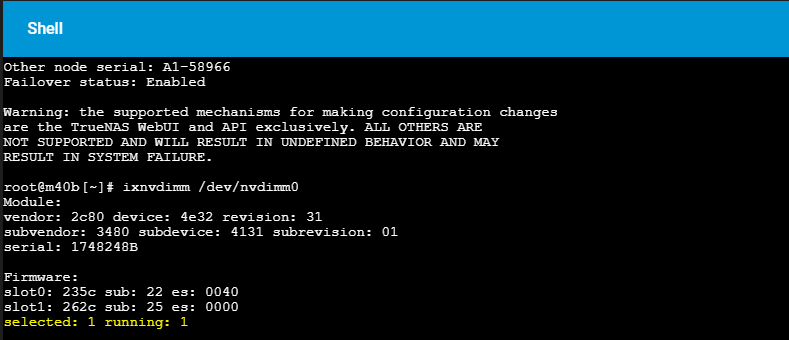 Shell
Other node serial: A1-58966
Failover status: Enabled
Warning: the supported mechanisms for making configuration changes
are the TrueNAS WebUI and API exclusively. ALL OTHERS ARE
NOT SUPPORTED AND WILL RESULT IN UNDEFINED BEHAVIOR AND MAY
RESULT IN SYSTEM FAILURE.
root@m40b[~]# ixnvdimm /dev/nvdimm0
Module:
vendor: 2c80 device: 4e32 revision: 31
subvendor: 3480 subdevice: 4131 subrevision: 01
serial: 1748248B
Firmware:
slot0: 235c sub: 22 es: 0040
slot1: 262c sub: 25 es: 0000
selected: 1 running: 1